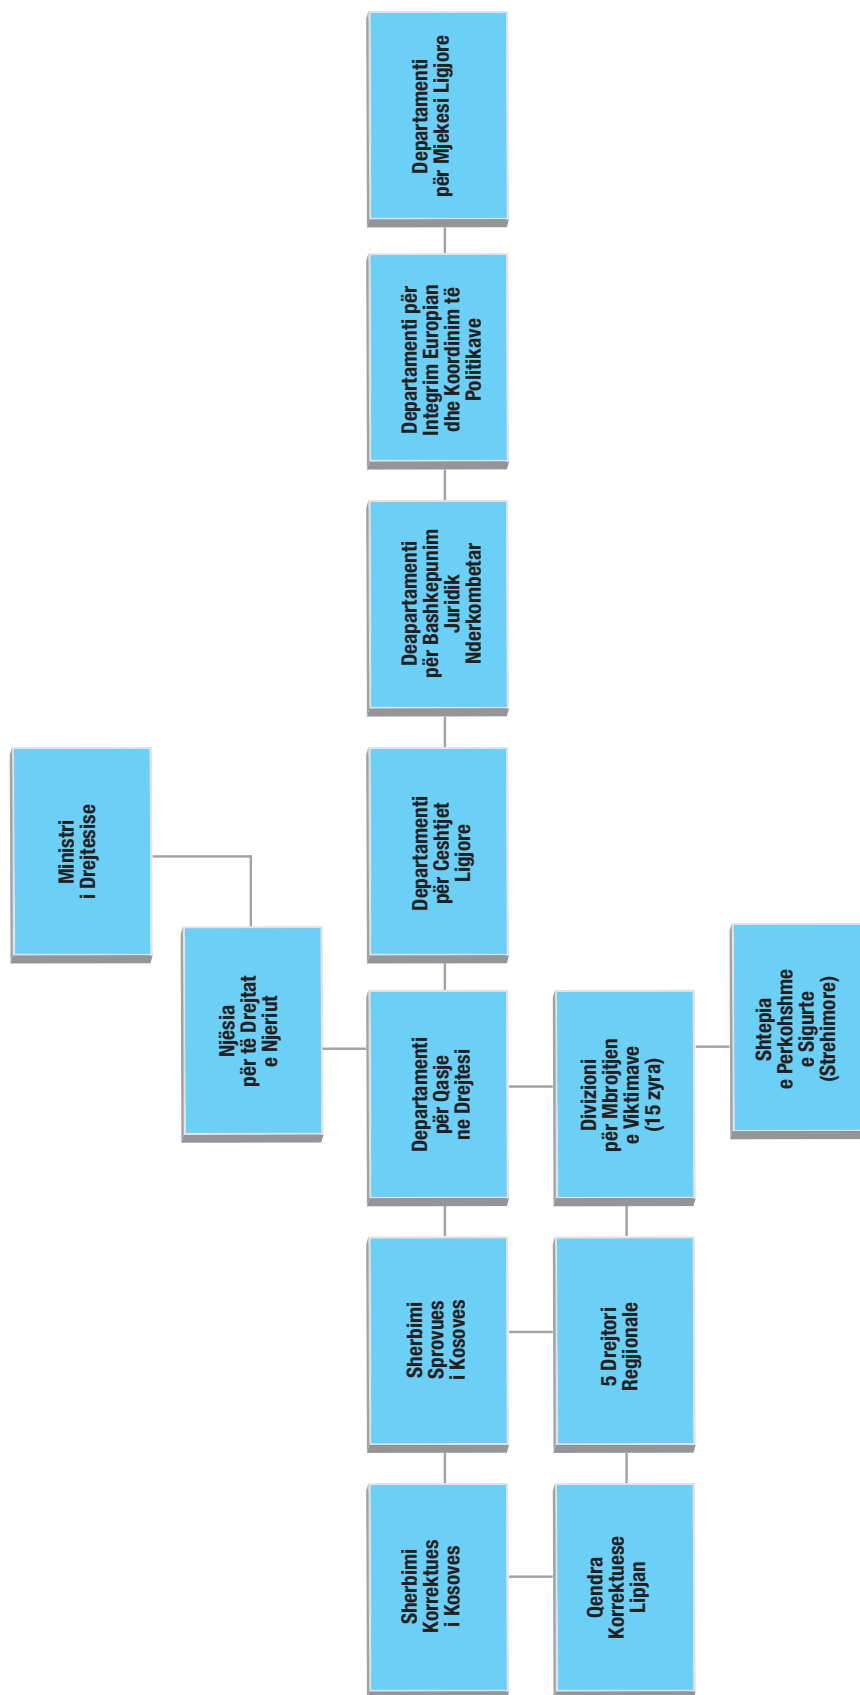 Ministri
i Drejtesise
Njësia
për të Drejtat
e Njeriut
Sherbimi
Korrektues
i Kosoves
Sherbimi
Sprovues
i Kosoves
Departamenti
për Qasje
ne Drejtesi
Departamenti
për Ceshtjet
Ligjore
Deapartamenti
për Bashkepunim
Juridik
Nderkombetar
Departamenti për
Integrim Europian
dhe Koordinim të
Politikave
Departamenti
për Mjekesi Ligjore
Qendra
Korrektuese
Lipjan
5 Drejtori
Regjionale
Divizioni
për Mbrojtjen
e Viktimave
(15 zyra)
Shtepia
e Perkohshme
e Sigurte
(Strehimore)